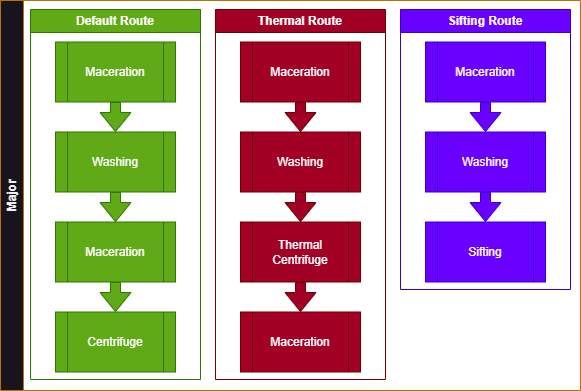 Major
Default Route
Maceration
Washing
Maceration
Centrifuge
Thermal Route
Maceration
Washing
Thermal
Centrifuge
Maceration
Sifting Route
Maceration
Washing
Sifting